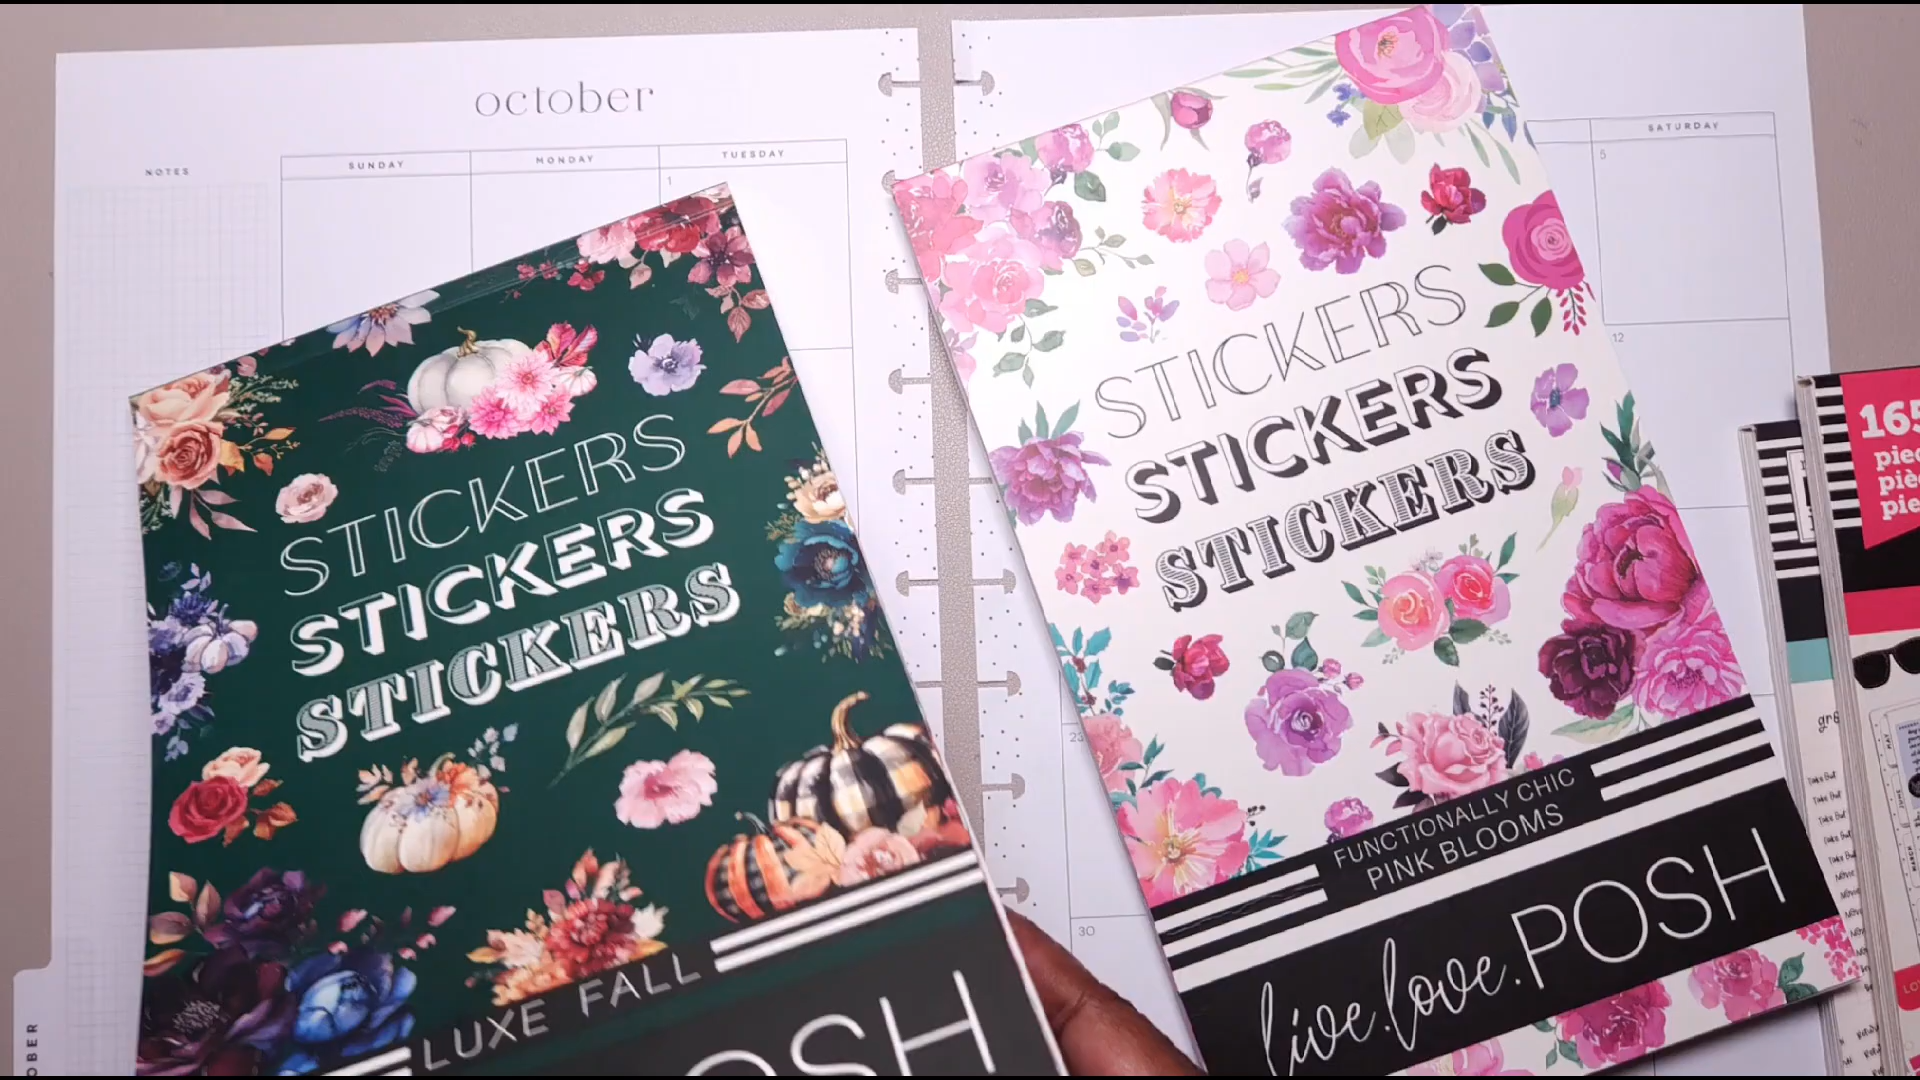 october
NOTES
SUNDAY
MONDAY
TUESDAY
1
SATURDAY
5
12
23
30
STICKERS
STICKERS
STICKERS
LUXE FALL
POSH
STICKERS
STICKERS
STICKERS
FUNCTIONALLY CHIC
PINK BLOOMS
live.love.POSH
165